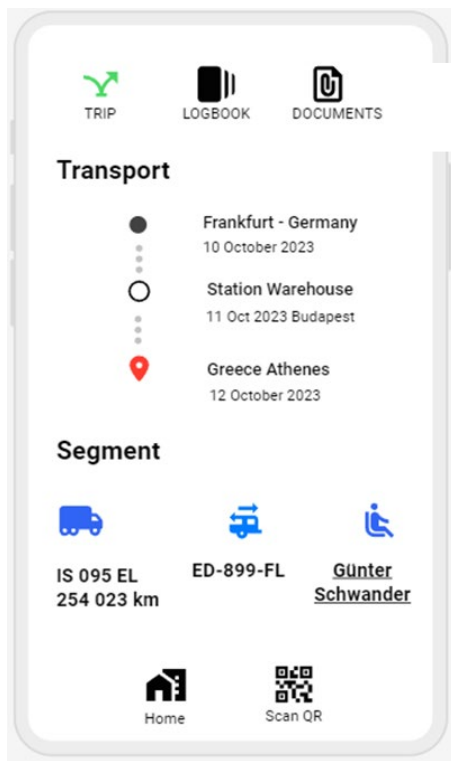 TRIP LOGBOOK DOCUMENTS
Transport
Frankfurt - Germany
10 October 2023
Station Warehouse
11 Oct 2023 Budapest
Greece Athenes
12 October 2023
Segment
IS 095 EL
254 023 km
ED-899-FL
Günter
Schwander
Home Scan QR